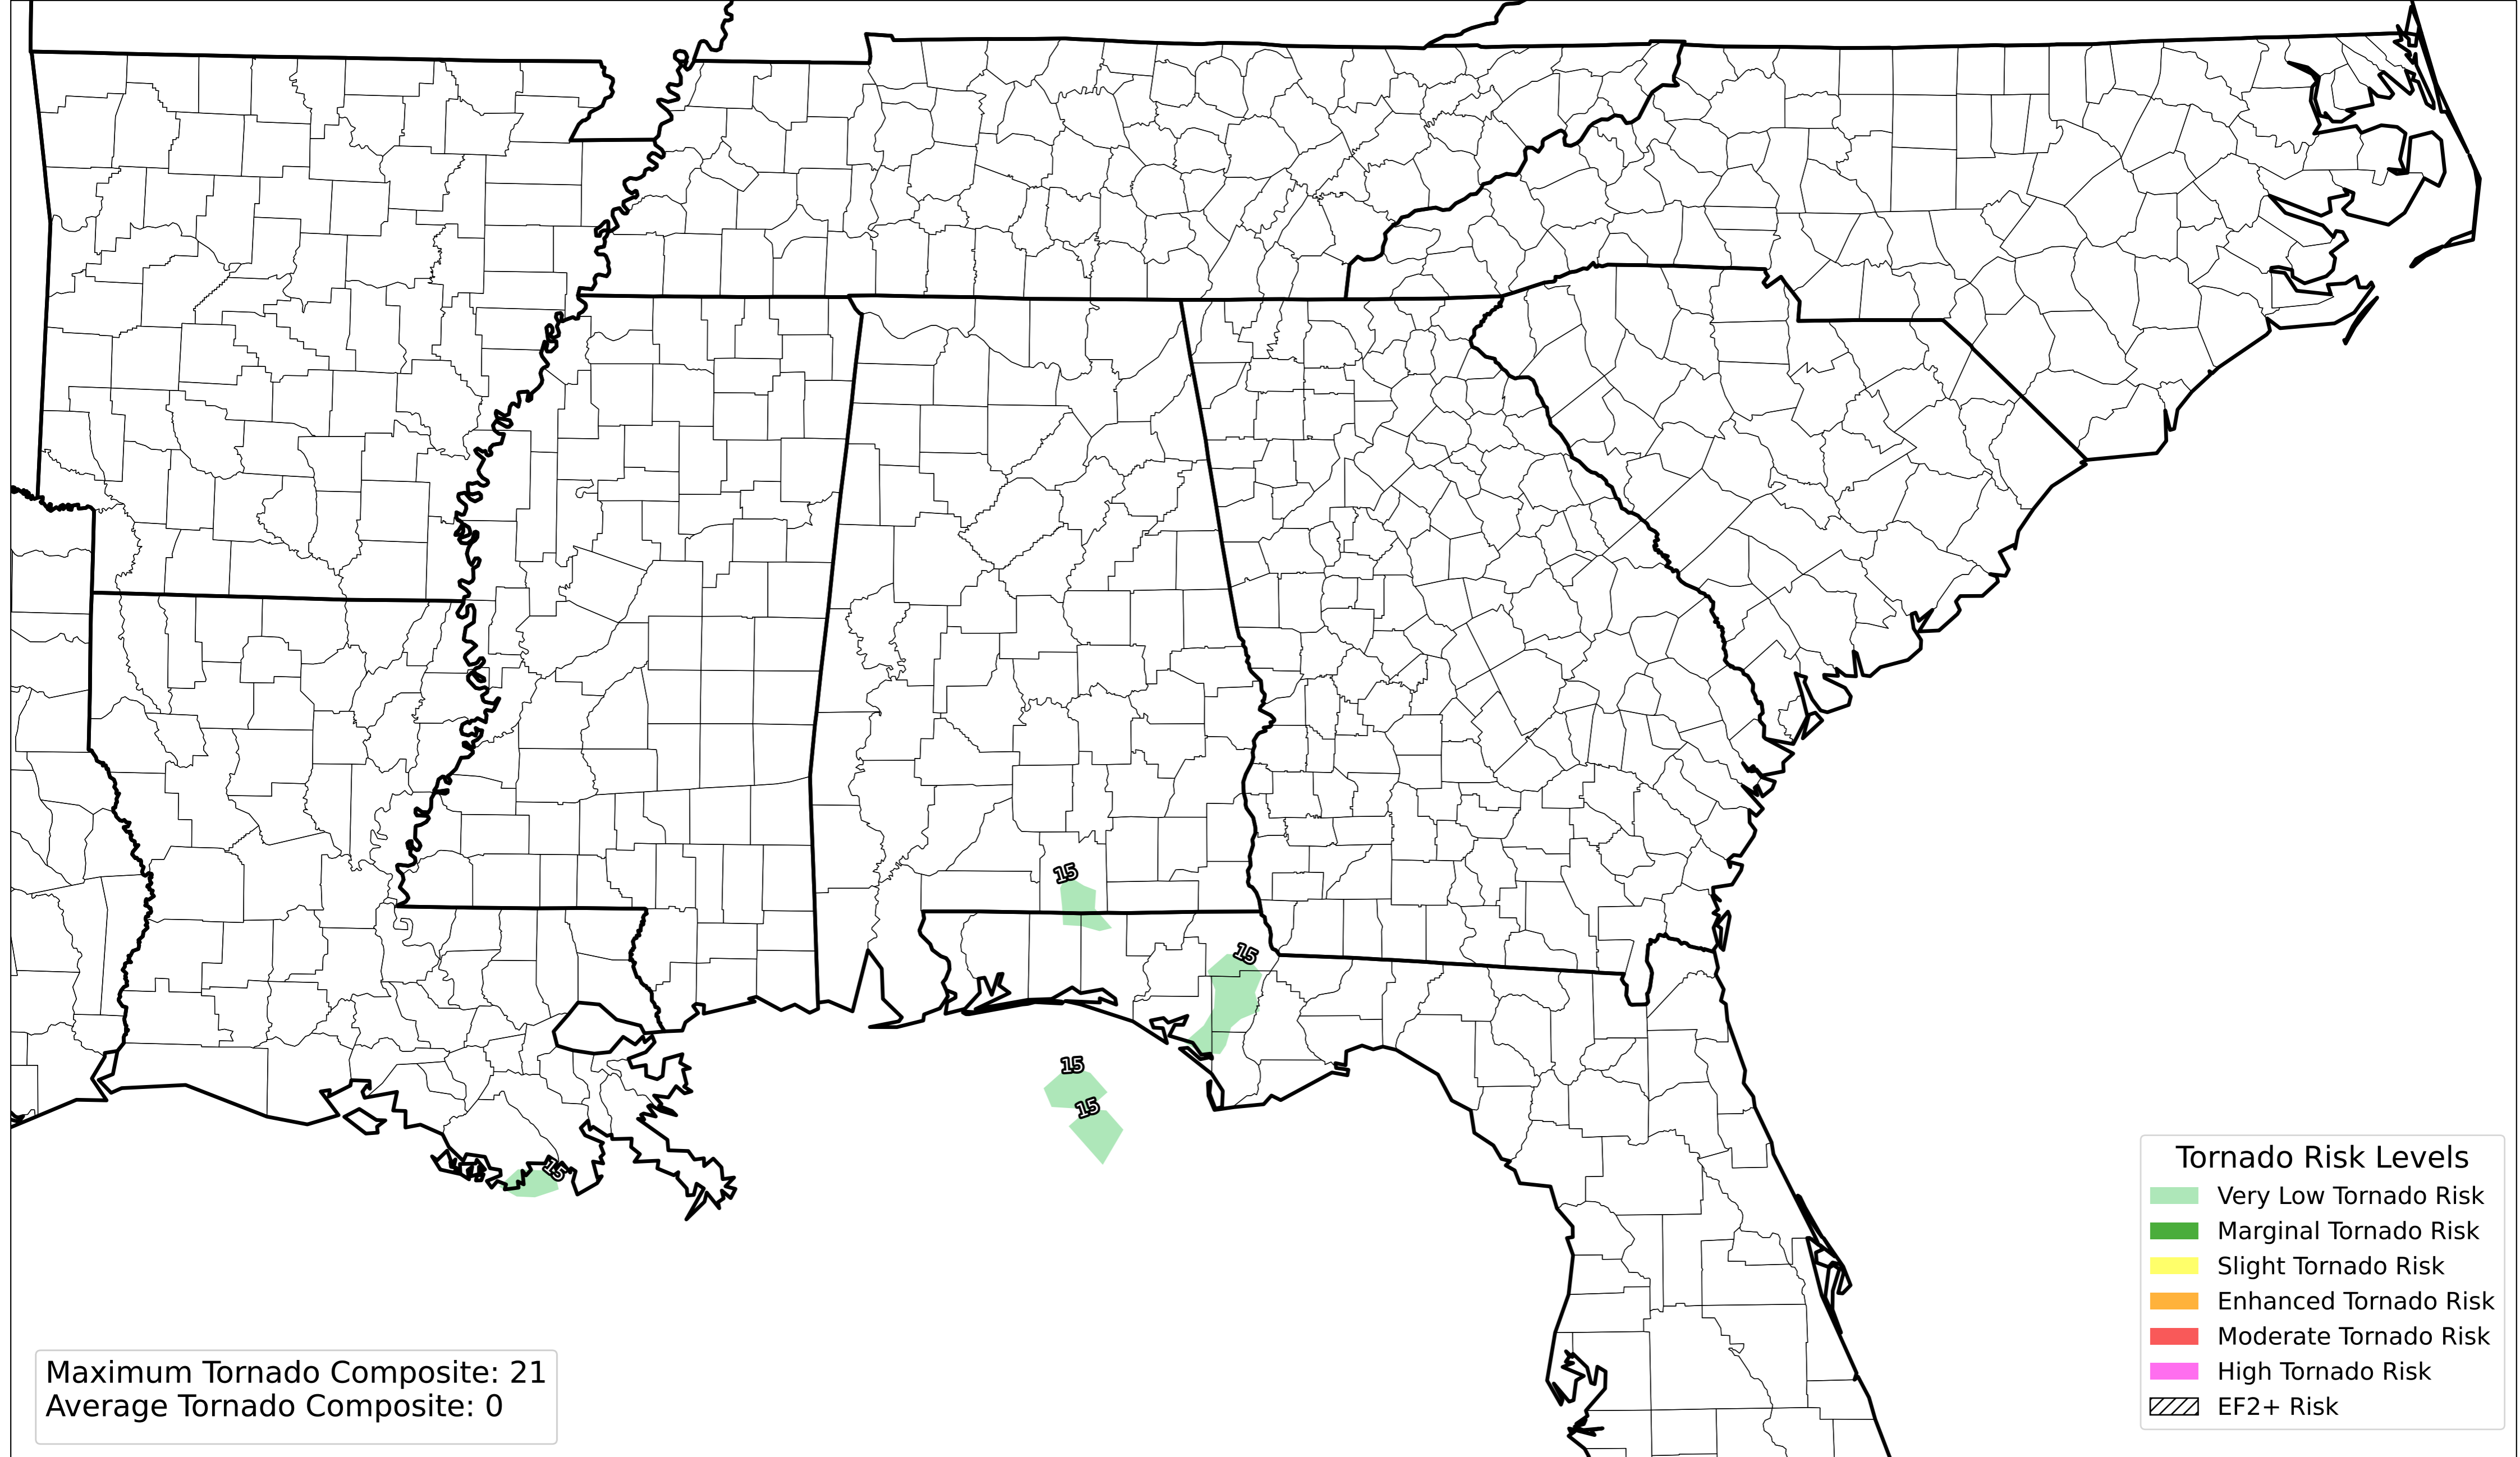 15
15
15
15
15
Tornado Risk Levels
Very Low Tornado Risk
Marginal Tornado Risk
Slight Tornado Risk
Enhanced Tornado Risk
Moderate Tornado Risk
High Tornado Risk
EF2+ Risk
Maximum Tornado Composite: 21
Average Tornado Composite: 0